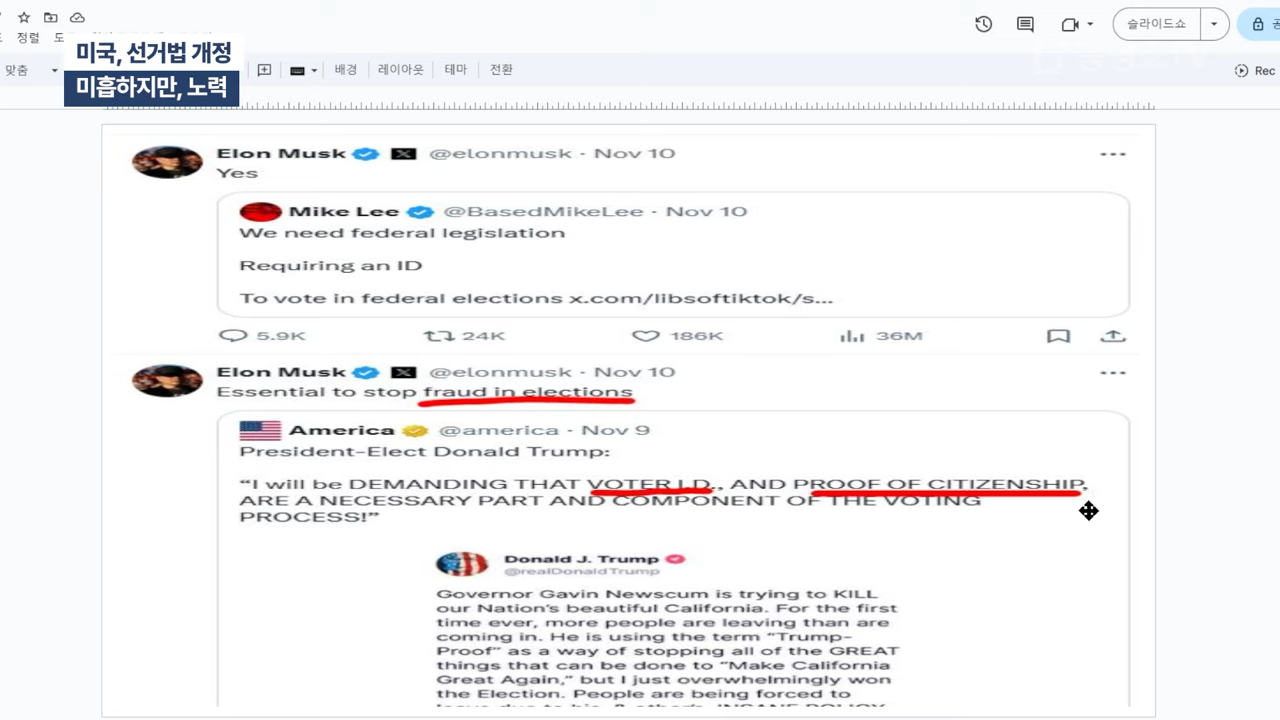 정렬
미국, 선거법 개정
미흡하지만, 노력
맞춤
배경
레이아웃
테마
전환
슬라이드쇼
Rec
Elon Musk @elonmusk · Nov 10
Yes
Mike Lee @BasedMikeLee · Nov 10
We need federal legislation
Requiring an ID
To vote in federal elections x.com/libsoftiktok/s...
5.9K 24K 186K 36M
Elon Musk @elonmusk · Nov 10
Essential to stop fraud in elections
America @america · Nov 9
President-Elect Donald Trump:
“I will be DEMANDING THAT VOTER I.D., AND PROOF OF CITIZENSHIP,
ARE A NECESSARY PART AND COMPONENT OF THE VOTING
PROCESS!”
Donald J. Trump
@realDonaldTrump
Governor Gavin Newscum is trying to KILL
our Nation's beautiful California. For the first
time ever, more people are leaving than are
coming in. He is using the term “Trump-
Proof” as a way of stopping all of the GREAT
things that can be done to “Make California
Great Again,” but I just overwhelmingly won
the Election. People are being forced to